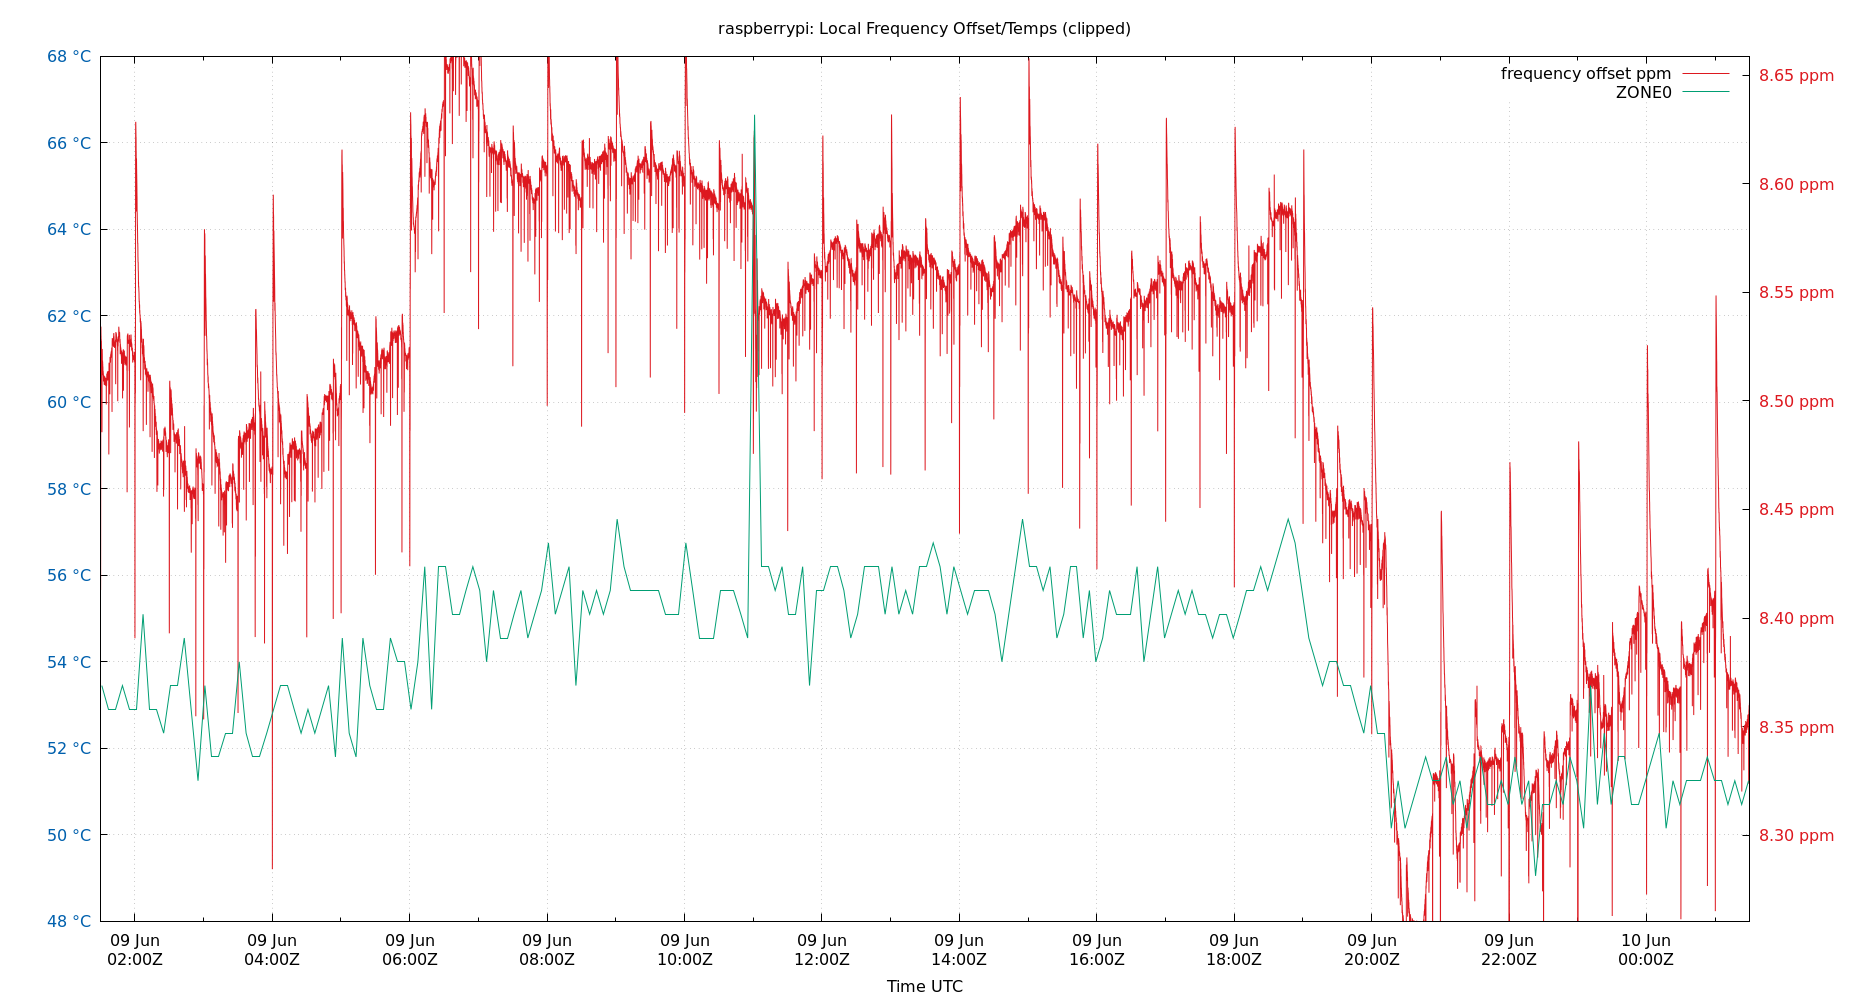 raspberrypi: Local Frequency Offset/Temps (clipped)
68 °C
66 °C
64 °C
62 °C
60 °C
58 °C
56 °C
54 °C
52 °C
50 °C
48 °C
frequency offset ppm
ZONE0
8.65 ppm
8.60 ppm
8.55 ppm
8.50 ppm
8.45 ppm
8.40 ppm
8.35 ppm
8.30 ppm
09 Jun
02:00Z
09 Jun
04:00Z
09 Jun
06:00Z
09 Jun
08:00Z
09 Jun
10:00Z
09 Jun
12:00Z
09 Jun
14:00Z
09 Jun
16:00Z
09 Jun
18:00Z
09 Jun
20:00Z
09 Jun
22:00Z
10 Jun
00:00Z
Time UTC